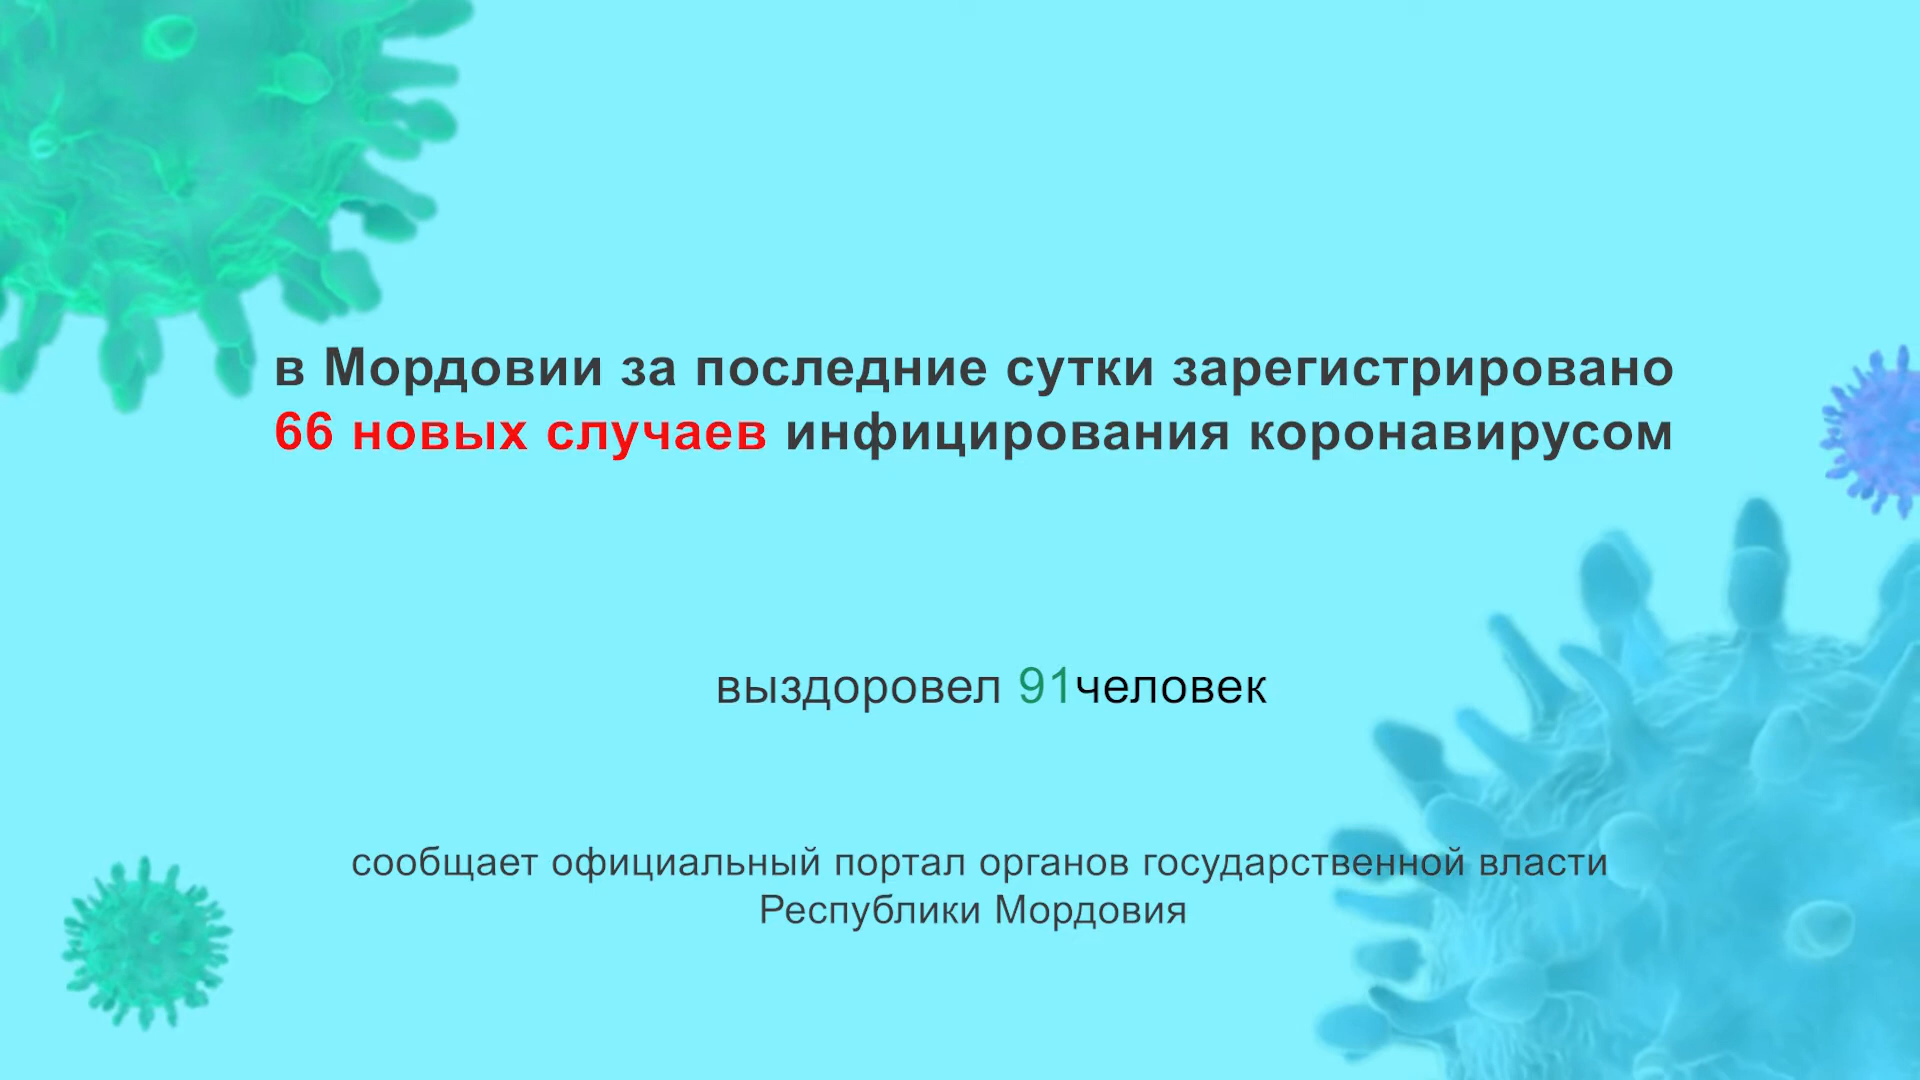 в Мордовии за последние сутки зарегистрировано
66 новых случаев инфицирования коронавирусом
выздоровел 91человек
сообщает официальный портал органов государственной власти
Республики Мордовия